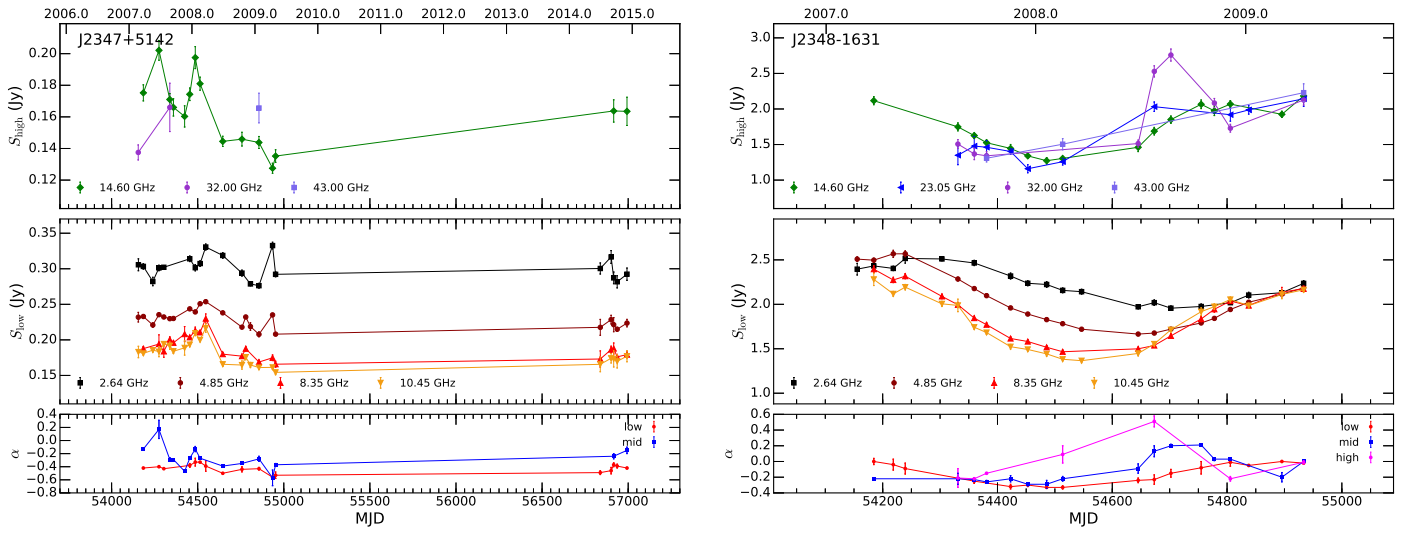 2006.0 2007.0 2008.0 2009.0 2010.0 2011.0 2012.0 2013.0 2014.0 2015.0
J2347+5142
S_high (Jy)
0.20
0.18
0.16
0.14
0.12
14.60 GHz 32.00 GHz 43.00 GHz
S_low (Jy)
0.35
0.30
0.25
0.20
0.15
2.64 GHz 4.85 GHz 8.35 GHz 10.45 GHz
α
0.4
0.2
0.0
−0.2
−0.4
−0.6
−0.8
low
mid
54000 54500 55000 55500 56000 56500 57000
MJD
2007.0 2008.0 2009.0
J2348-1631
S_high (Jy)
3.0
2.5
2.0
1.5
1.0
14.60 GHz 23.05 GHz 32.00 GHz 43.00 GHz
S_low (Jy)
2.5
2.0
1.5
1.0
2.64 GHz 4.85 GHz 8.35 GHz 10.45 GHz
α
0.6
0.4
0.2
0.0
−0.2
−0.4
low
mid
high
54200 54400 54600 54800 55000
MJD